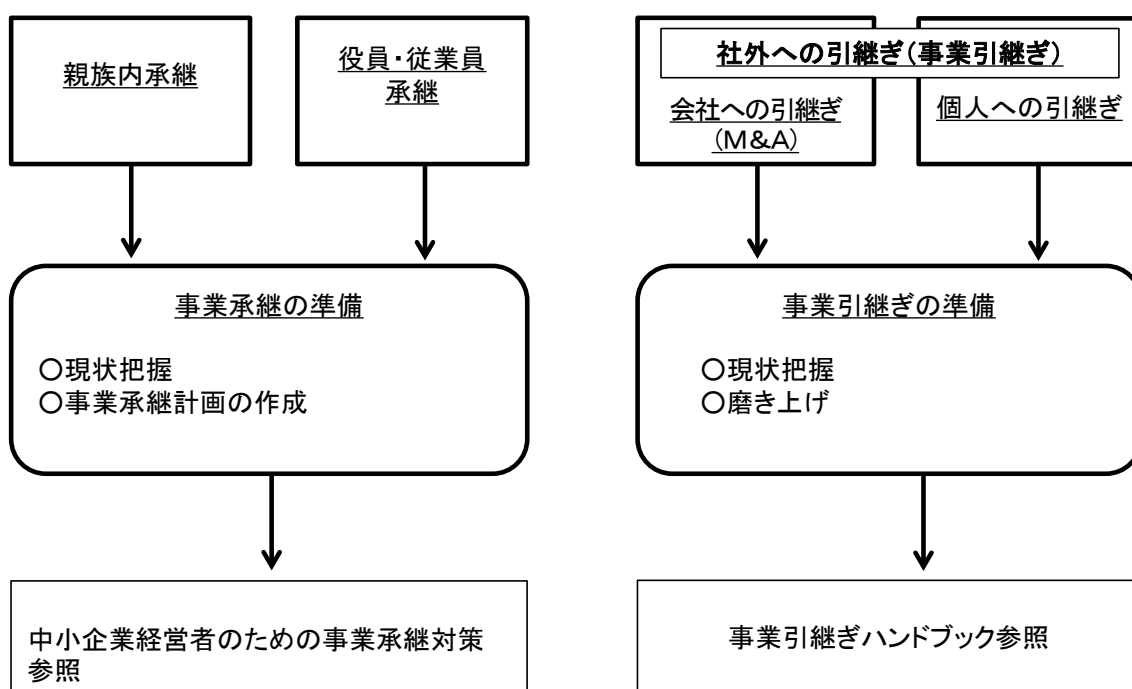 親族内承継
役員・従業員
承継
社外への引継ぎ(事業引継ぎ)
会社への引継ぎ
(M&A)
個人への引継ぎ
事業承継の準備
○現状把握
○事業承継計画の作成
事業引継ぎの準備
○現状把握
○磨き上げ
中小企業経営者のための事業承継対策
参照
事業引継ぎハンドブック参照